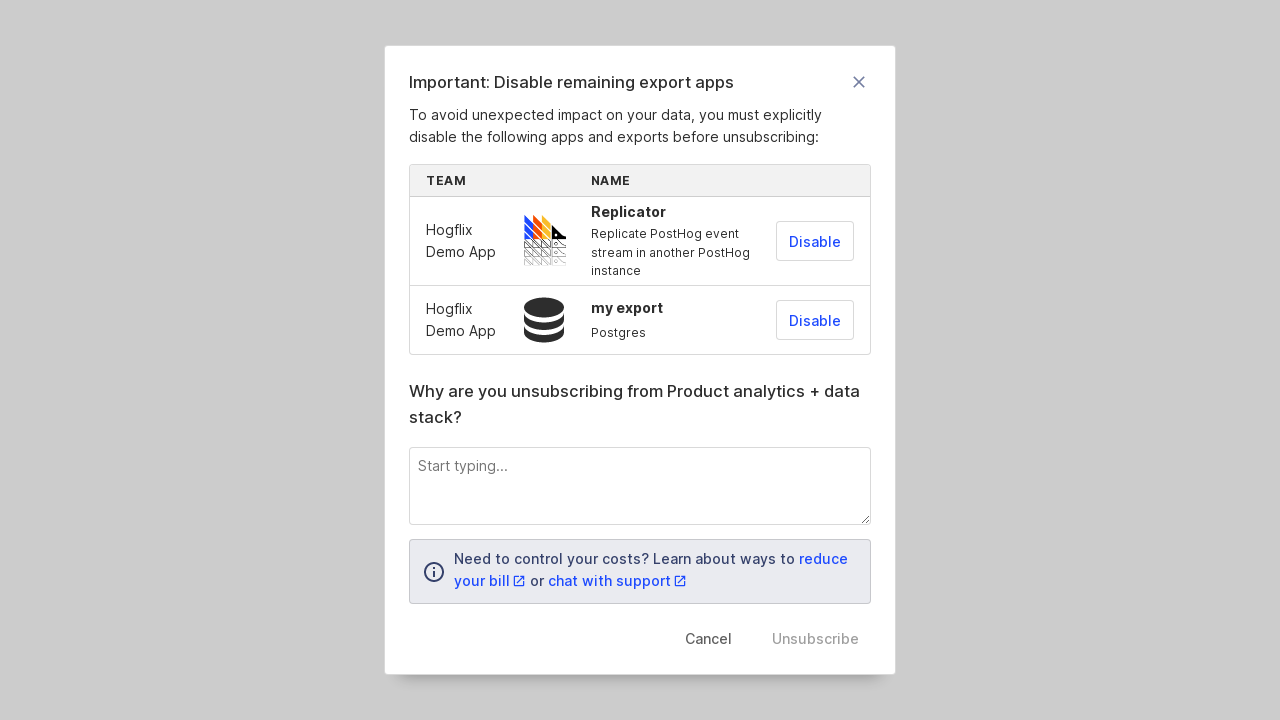 Important: Disable remaining export apps
To avoid unexpected impact on your data, you must explicitly
disable the following apps and exports before unsubscribing:
TEAM NAME
Hogflix
Demo App
Replicator
Replicate PostHog event
stream in another PostHog
instance
Disable
Hogflix
Demo App
my export
Postgres
Disable
Why are you unsubscribing from Product analytics + data
stack?
Start typing...
Need to control your costs? Learn about ways to reduce
your bill or chat with support
Cancel Unsubscribe